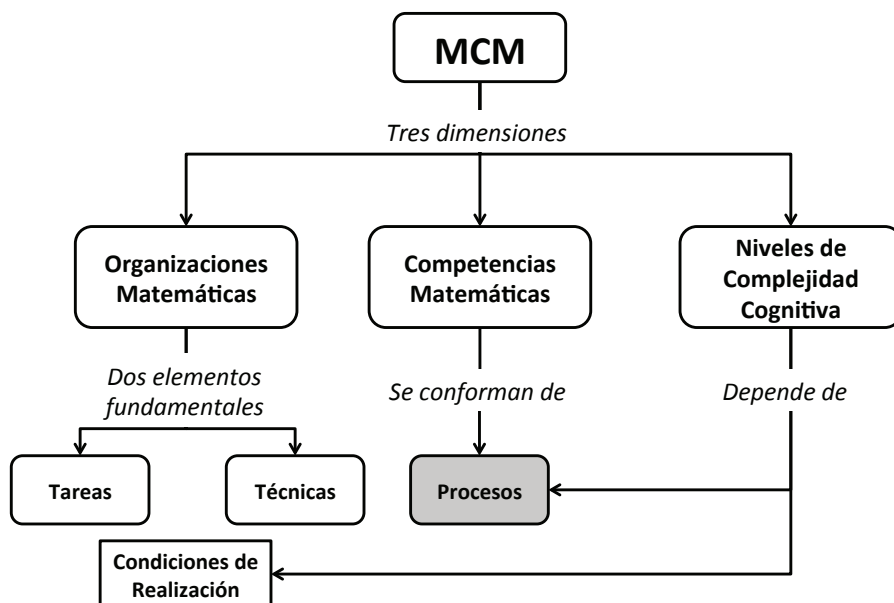 MCM
Tres dimensiones
Organizaciones
Matemáticas
Competencias
Matemáticas
Niveles de
Complejidad
Cognitiva
Dos elementos
fundamentales
Se conforman de
Depende de
Tareas
Técnicas
Procesos
Condiciones de
Realización